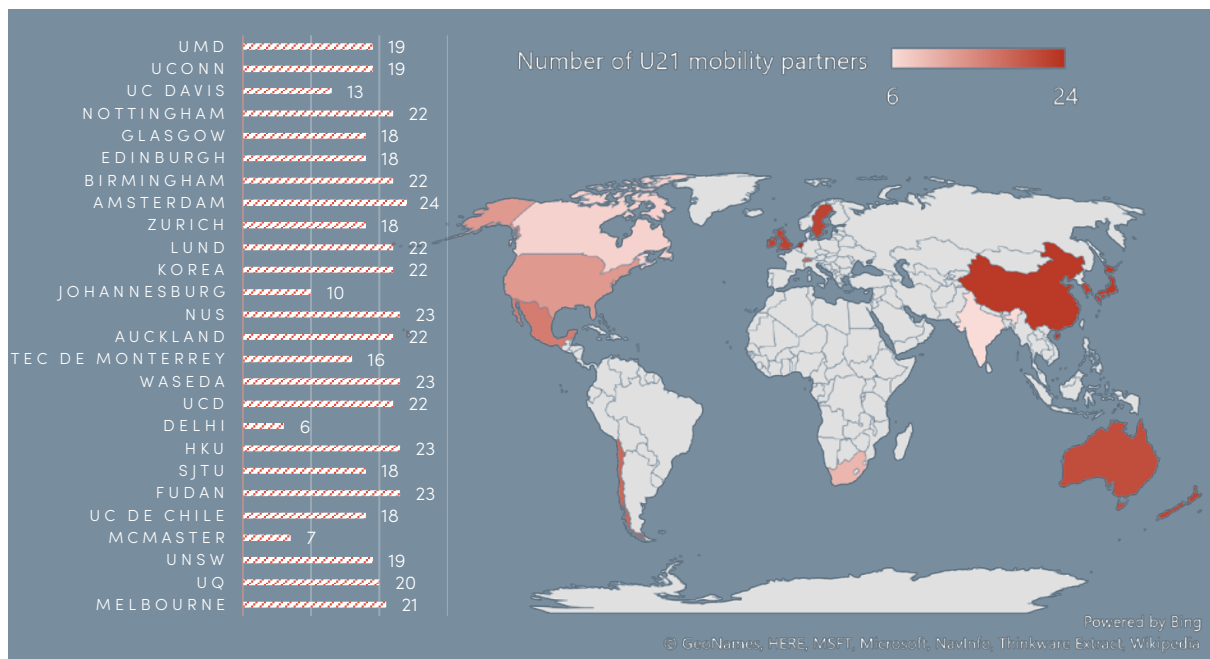 UMD 19
UCONN 19
UC DAVIS 13
NOTTINGHAM 22
GLASGOW 18
EDINBURGH 18
BIRMINGHAM 22
AMSTERDAM 24
ZURICH 18
LUND 22
KOREA 22
JOHANNESBURG 10
NUS 23
AUCKLAND 22
TEC DE MONTERREY 16
WASEDA 23
UCD 22
DELHI 6
HKU 23
SJTU 18
FUDAN 23
UC DE CHILE 18
MCMASTER 7
UNSW 19
UQ 20
MELBOURNE 21
Number of U21 mobility partners
6 24
Powered by Bing
© GeoNames, HERE, MSFT, Microsoft, NavInfo, Thinkware Extract, Wikipedia